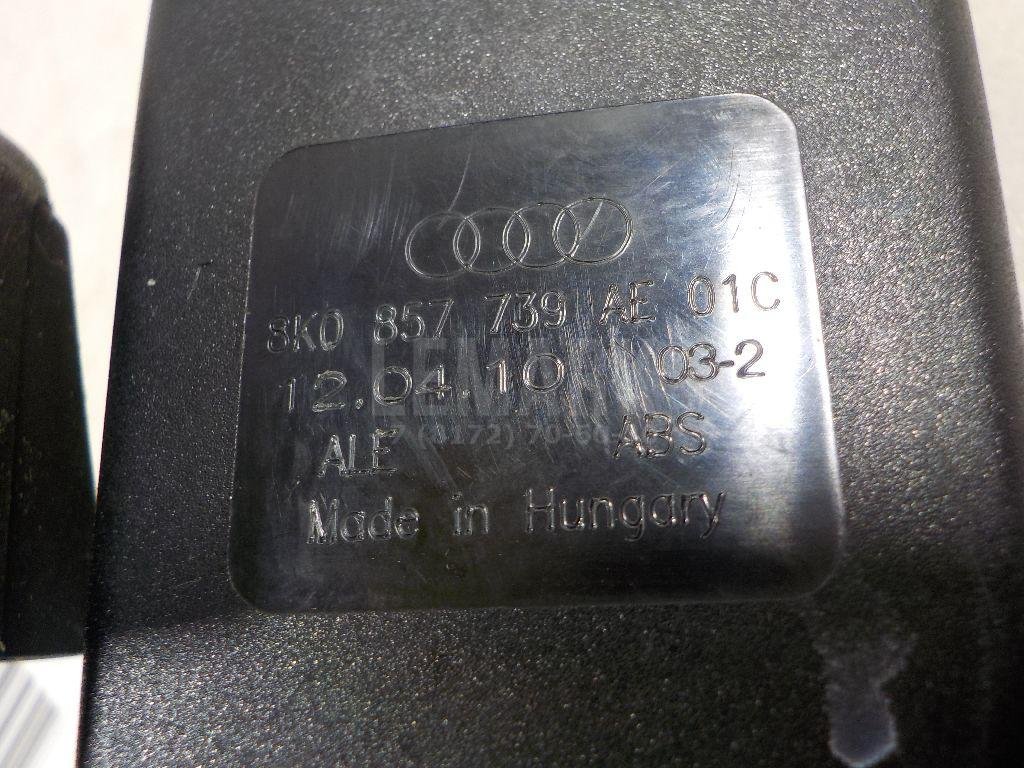 8K0 857 739 AE 01C
12.04.10 03-2
ALE ABS
Made in Hungary